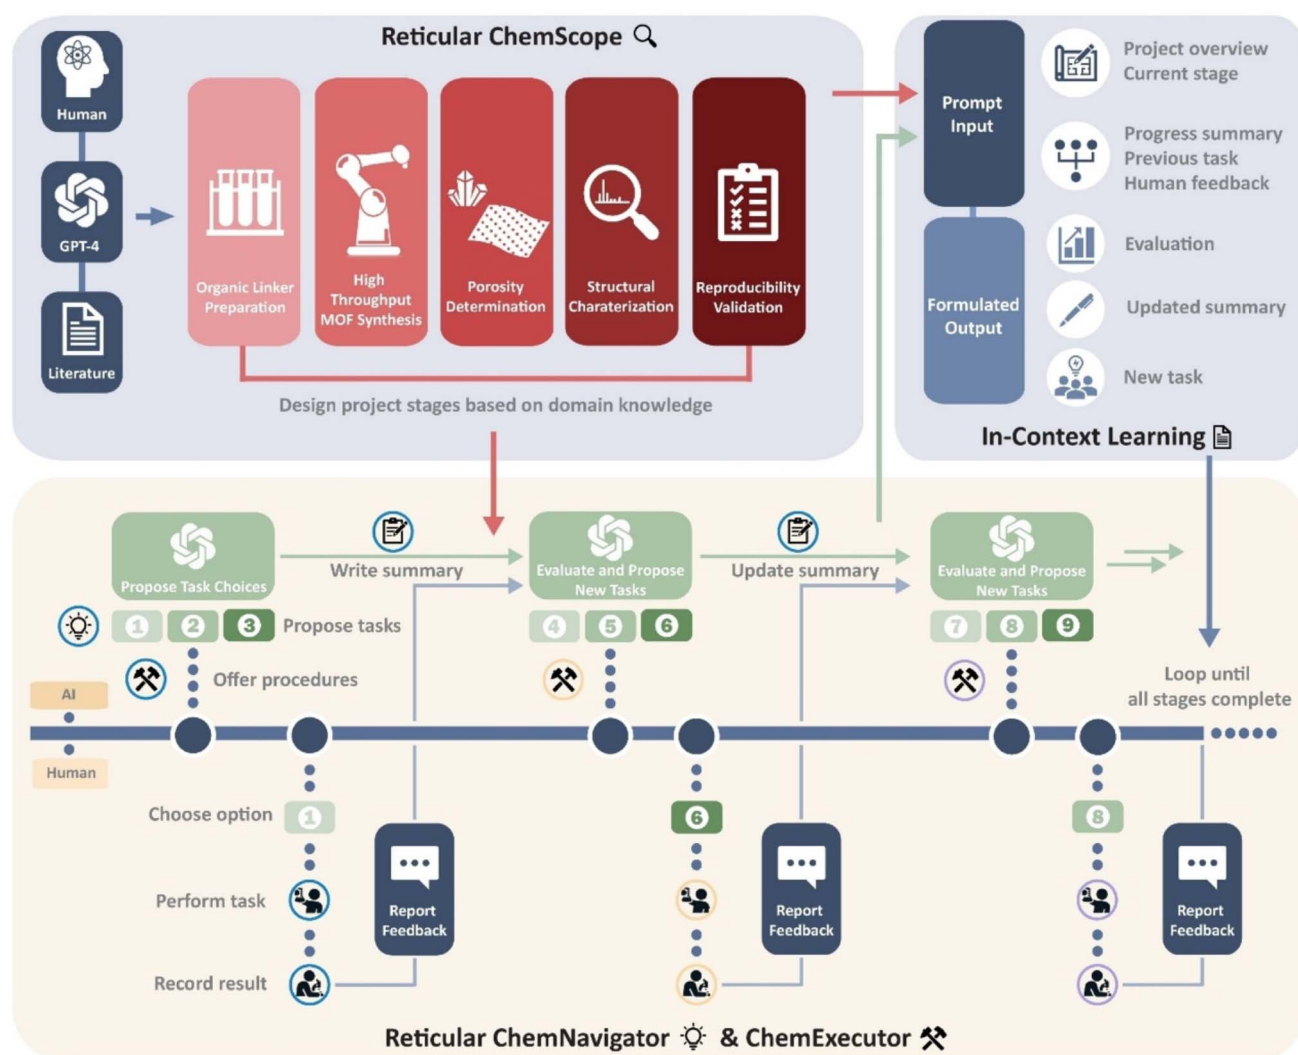 Reticular ChemScope
Human
GPT-4
Literature
Organic Linker
Preparation
High
Throughput
MOF Synthesis
Porosity
Determination
Structural
Charaterization
Reproducibility
Validation
Design project stages based on domain knowledge
Prompt
Input
Formulated
Output
Project overview
Current stage
Progress summary
Previous task
Human feedback
Evaluation
Updated summary
New task
In-Context Learning
Propose Task Choices
Write summary
Evaluate and Propose
New Tasks
Update summary
Evaluate and Propose
New Tasks
1 2 3 Propose tasks
4 5 6
7 8 9
Offer procedures
Loop until
all stages complete
AI
Human
Choose option
1
6
8
Perform task
Record result
Report
Feedback
Report
Feedback
Report
Feedback
Reticular ChemNavigator & ChemExecutor